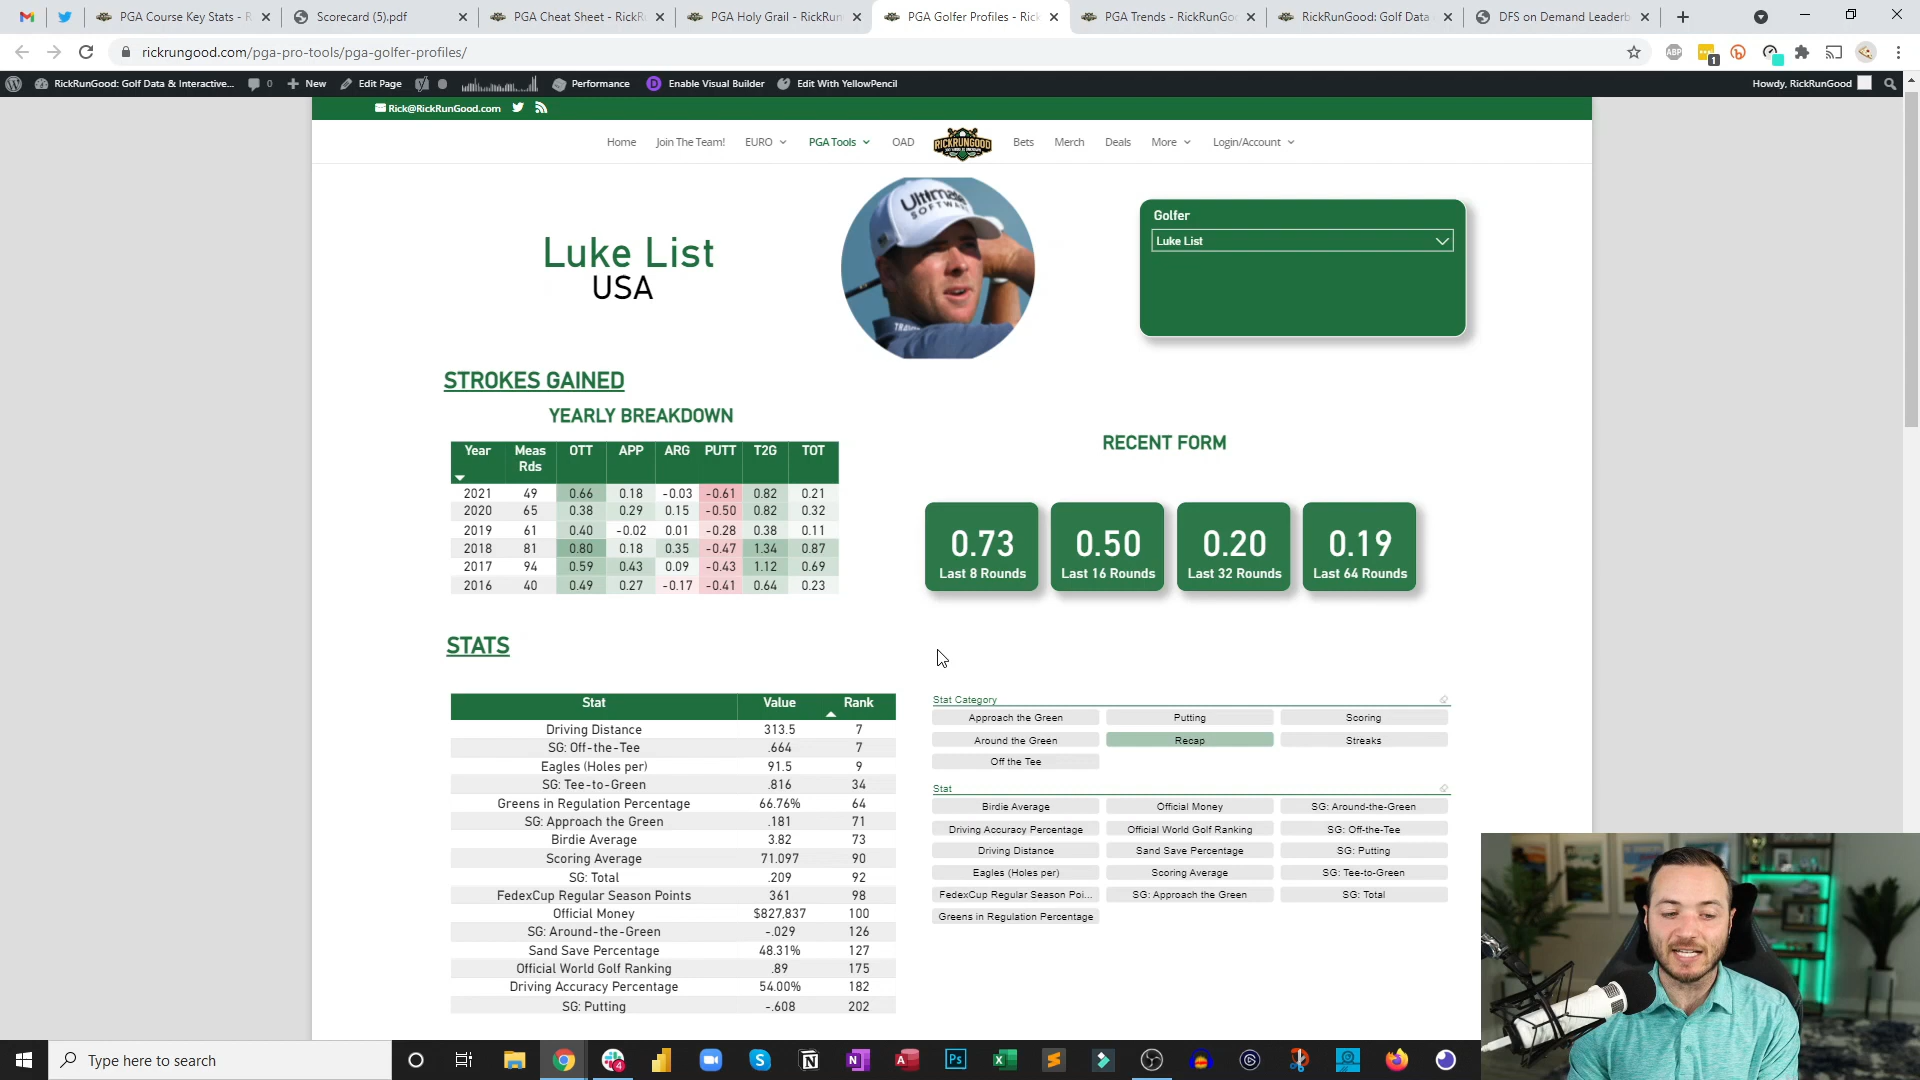 PGA Course Key Stats - R
Scorecard (5).pdf
PGA Cheat Sheet - RickR
PGA Holy Grail - RickRun
PGA Golfer Profiles - Rick
PGA Trends - RickRunGo
RickRunGood: Golf Data
DFS on Demand Leaderb
rickrungood.com/pga-pro-tools/pga-golfer-profiles/
RickRunGood: Golf Data & Interactive...
0
New
Edit Page
Performance
Enable Visual Builder
Edit With YellowPencil
Howdy, RickRunGood
Rick@RickRunGood.com
Home
Join The Team!
EURO
PGA Tools
OAD
RICKRUNGOOD
Bets
Merch
Deals
More
Login/Account
Luke List
USA
Ultimate
SOFTWARE
Golfer
Luke List
STROKES GAINED
YEARLY BREAKDOWN
Year Meas Rds OTT APP ARG PUTT T2G TOT
2021 49 0.66 0.18 -0.03 -0.61 0.82 0.21
2020 65 0.38 0.29 0.15 -0.50 0.82 0.32
2019 61 0.40 -0.02 0.01 -0.28 0.38 0.11
2018 81 0.80 0.18 0.35 -0.47 1.34 0.87
2017 94 0.59 0.43 0.09 -0.43 1.12 0.69
2016 40 0.49 0.27 -0.17 -0.41 0.64 0.23
RECENT FORM
0.73
Last 8 Rounds
0.50
Last 16 Rounds
0.20
Last 32 Rounds
0.19
Last 64 Rounds
STATS
Stat Value Rank
Driving Distance 313.5 7
SG: Off-the-Tee .664 7
Eagles (Holes per) 91.5 9
SG: Tee-to-Green .816 34
Greens in Regulation Percentage 66.76% 64
SG: Approach the Green .181 71
Birdie Average 3.82 73
Scoring Average 71.097 90
SG: Total .209 92
FedexCup Regular Season Points 361 98
Official Money $827,837 100
SG: Around-the-Green -.029 126
Sand Save Percentage 48.31% 127
Official World Golf Ranking .89 175
Driving Accuracy Percentage 54.00% 182
SG: Putting -.608 202
Stat Category
Approach the Green Putting Scoring
Around the Green Recap Streaks
Off the Tee
Stat
Birdie Average Official Money SG: Around-the-Green
Driving Accuracy Percentage Official World Golf Ranking SG: Off-the-Tee
Driving Distance Sand Save Percentage SG: Putting
Eagles (Holes per) Scoring Average SG: Tee-to-Green
FedexCup Regular Season Poi... SG: Approach the Green SG: Total
Greens in Regulation Percentage
Type here to search